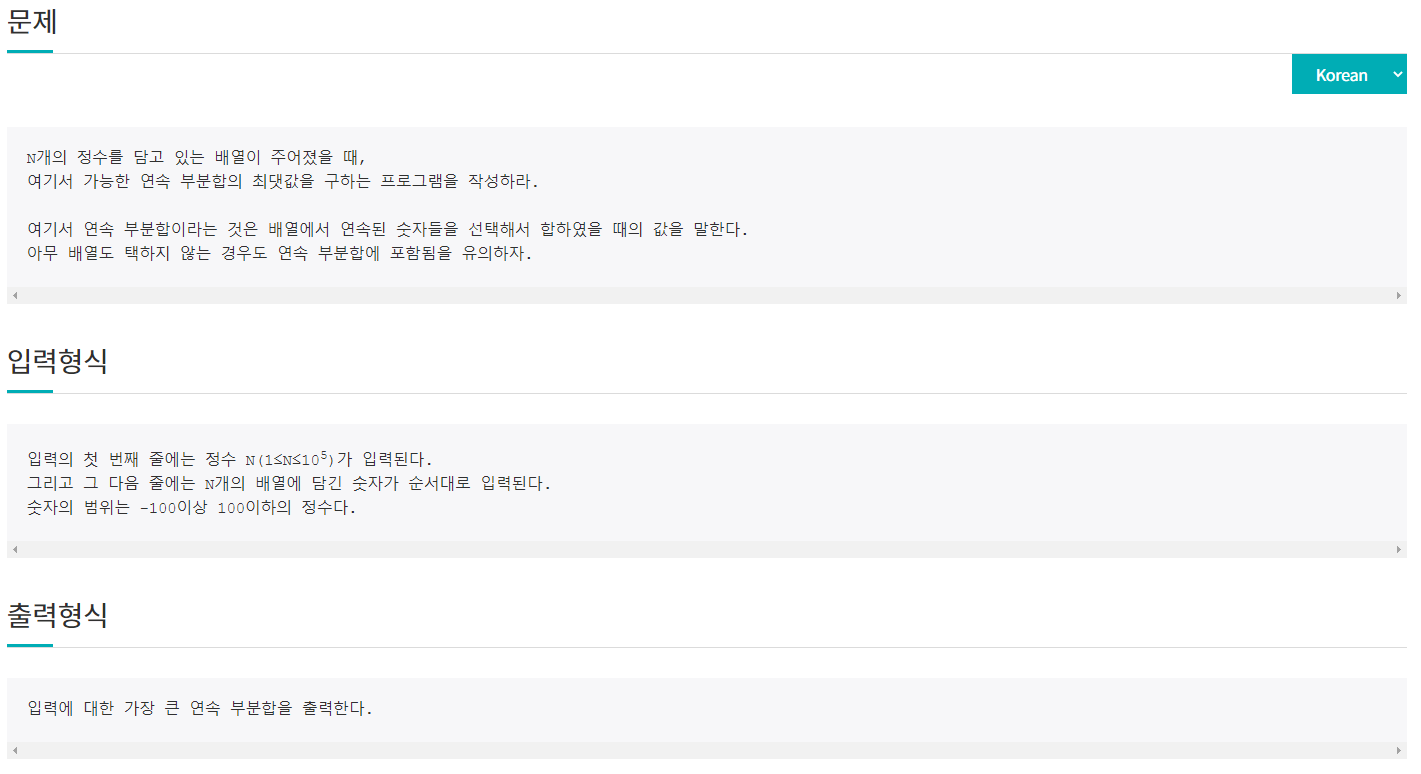 문제
Korean
N개의 정수를 담고 있는 배열이 주어졌을 때,
여기서 가능한 연속 부분합의 최댓값을 구하는 프로그램을 작성하라.
여기서 연속 부분합이라는 것은 배열에서 연속된 숫자들을 선택해서 합하였을 때의 값을 말한다.
아무 배열도 택하지 않는 경우도 연속 부분합에 포함됨을 유의하자.
입력형식
입력의 첫 번째 줄에는 정수 N(1≤N≤10⁵)가 입력된다.
그리고 그 다음 줄에는 N개의 배열에 담긴 숫자가 순서대로 입력된다.
숫자의 범위는 -100이상 100이하의 정수다.
출력형식
입력에 대한 가장 큰 연속 부분합을 출력한다.